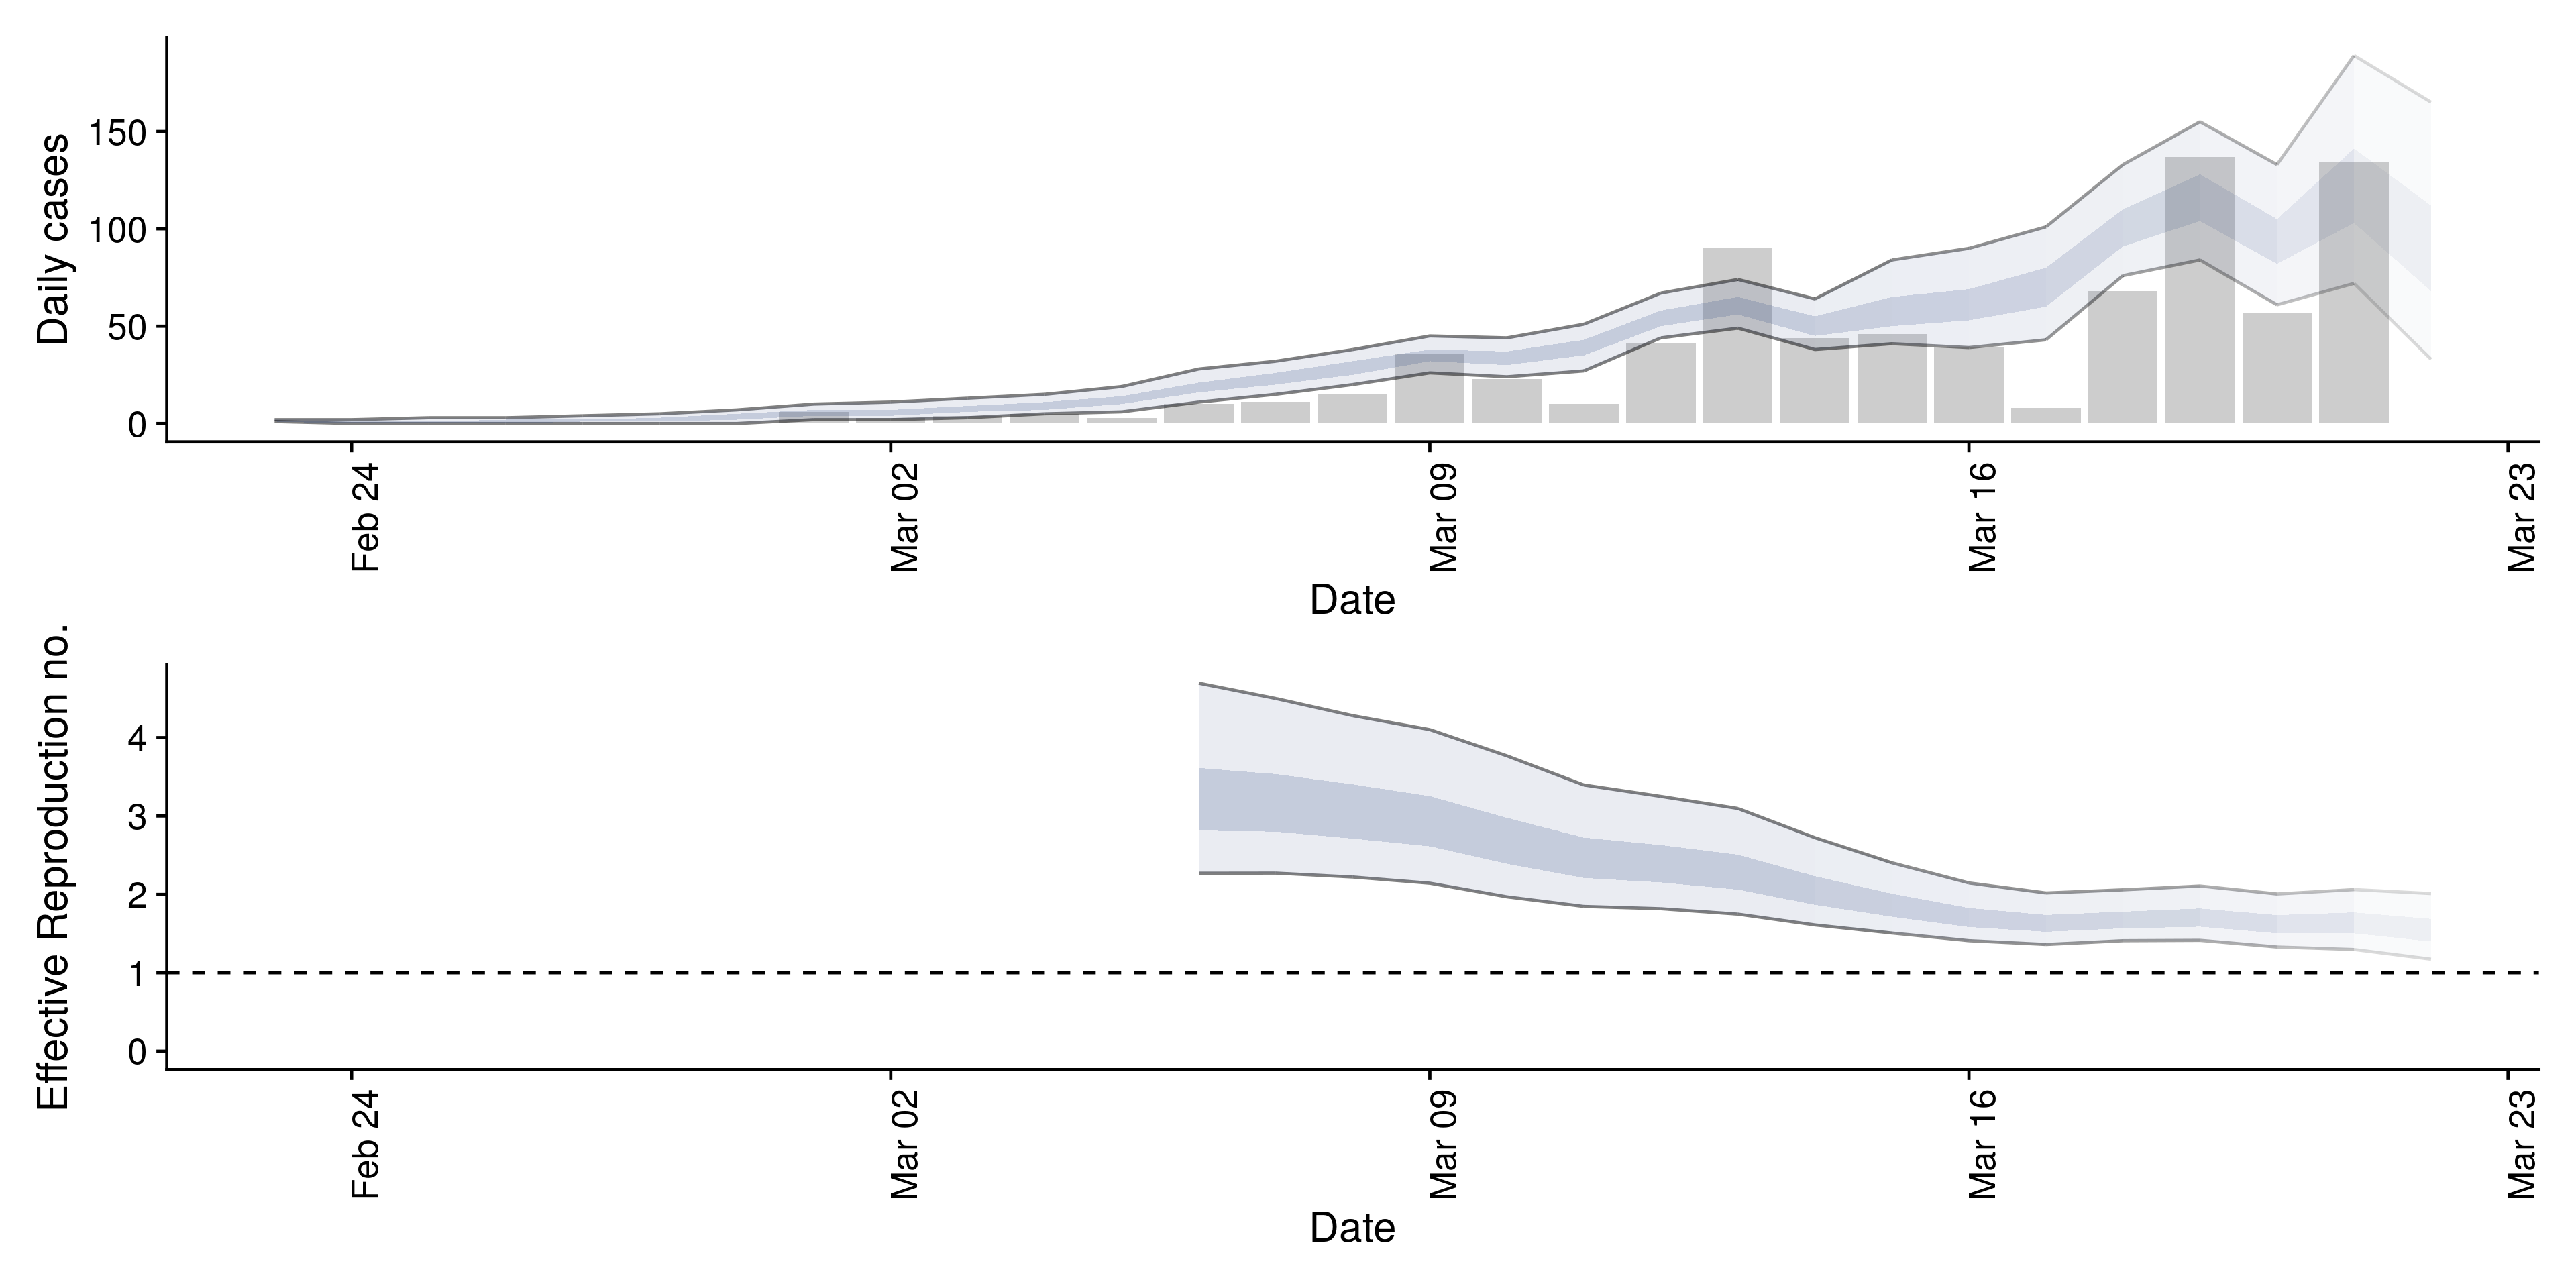 Daily cases
150
100
50
0
Feb 24
Mar 02
Mar 09
Mar 16
Mar 23
Date
Effective Reproduction no.
4
3
2
1
0
Feb 24
Mar 02
Mar 09
Mar 16
Mar 23
Date